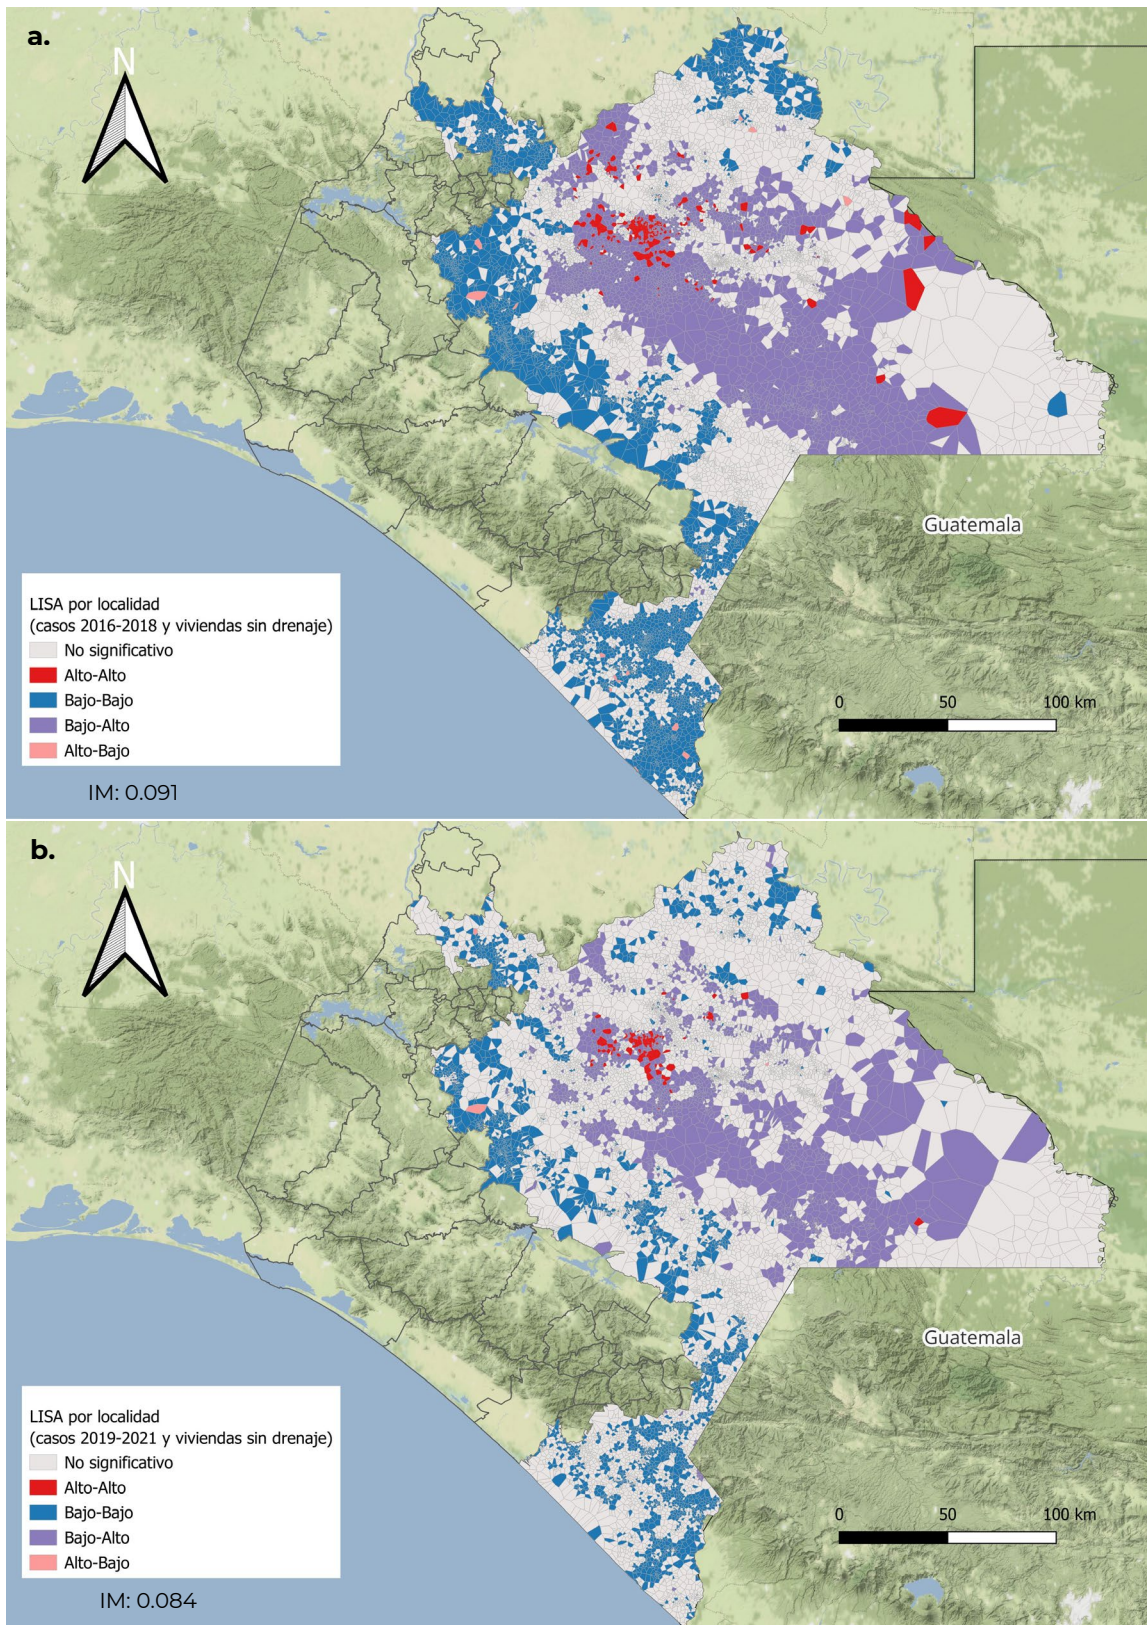 a.
N
Guatemala
LISA por localidad
(casos 2016-2018 y viviendas sin drenaje)
No significativo
Alto-Alto
Bajo-Bajo
Bajo-Alto
Alto-Bajo
0 50 100 km
IM: 0.091
b.
N
Guatemala
LISA por localidad
(casos 2019-2021 y viviendas sin drenaje)
No significativo
Alto-Alto
Bajo-Bajo
Bajo-Alto
Alto-Bajo
0 50 100 km
IM: 0.084